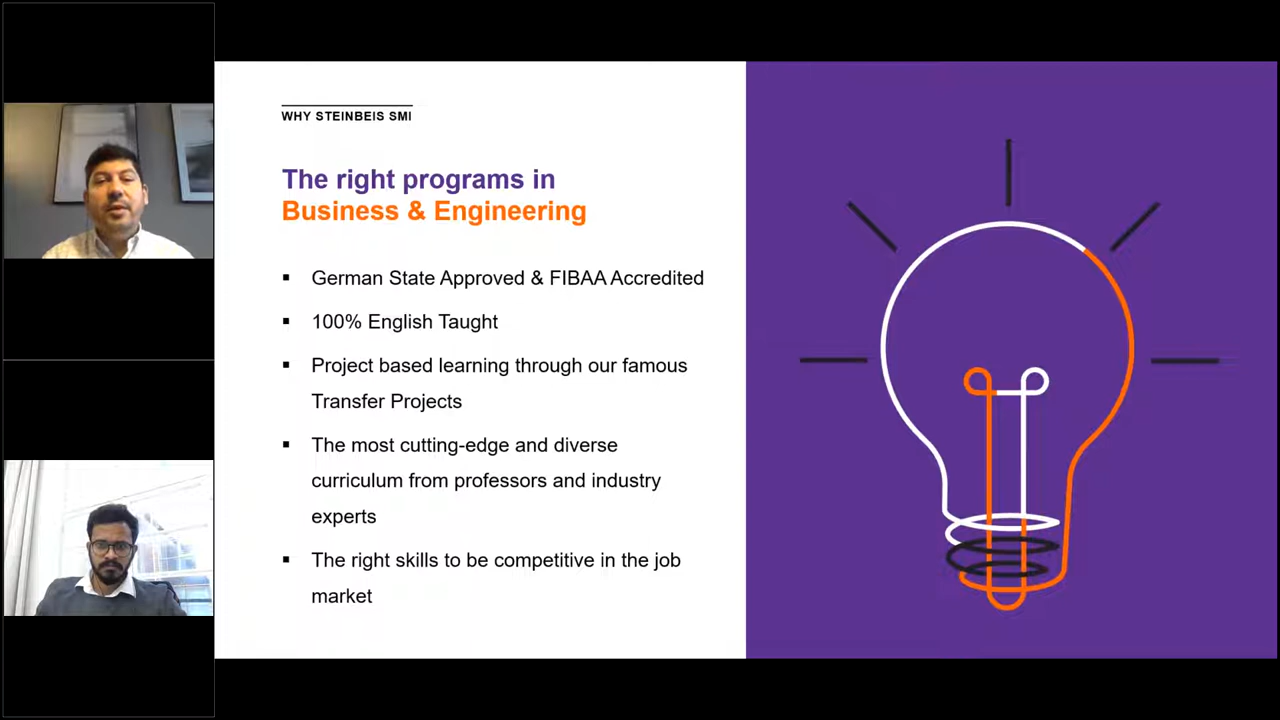 WHY STEINBEIS SMI
The right programs in
Business & Engineering
▪ German State Approved & FIBAA Accredited
▪ 100% English Taught
▪ Project based learning through our famous
Transfer Projects
▪ The most cutting-edge and diverse
curriculum from professors and industry
experts
▪ The right skills to be competitive in the job
market